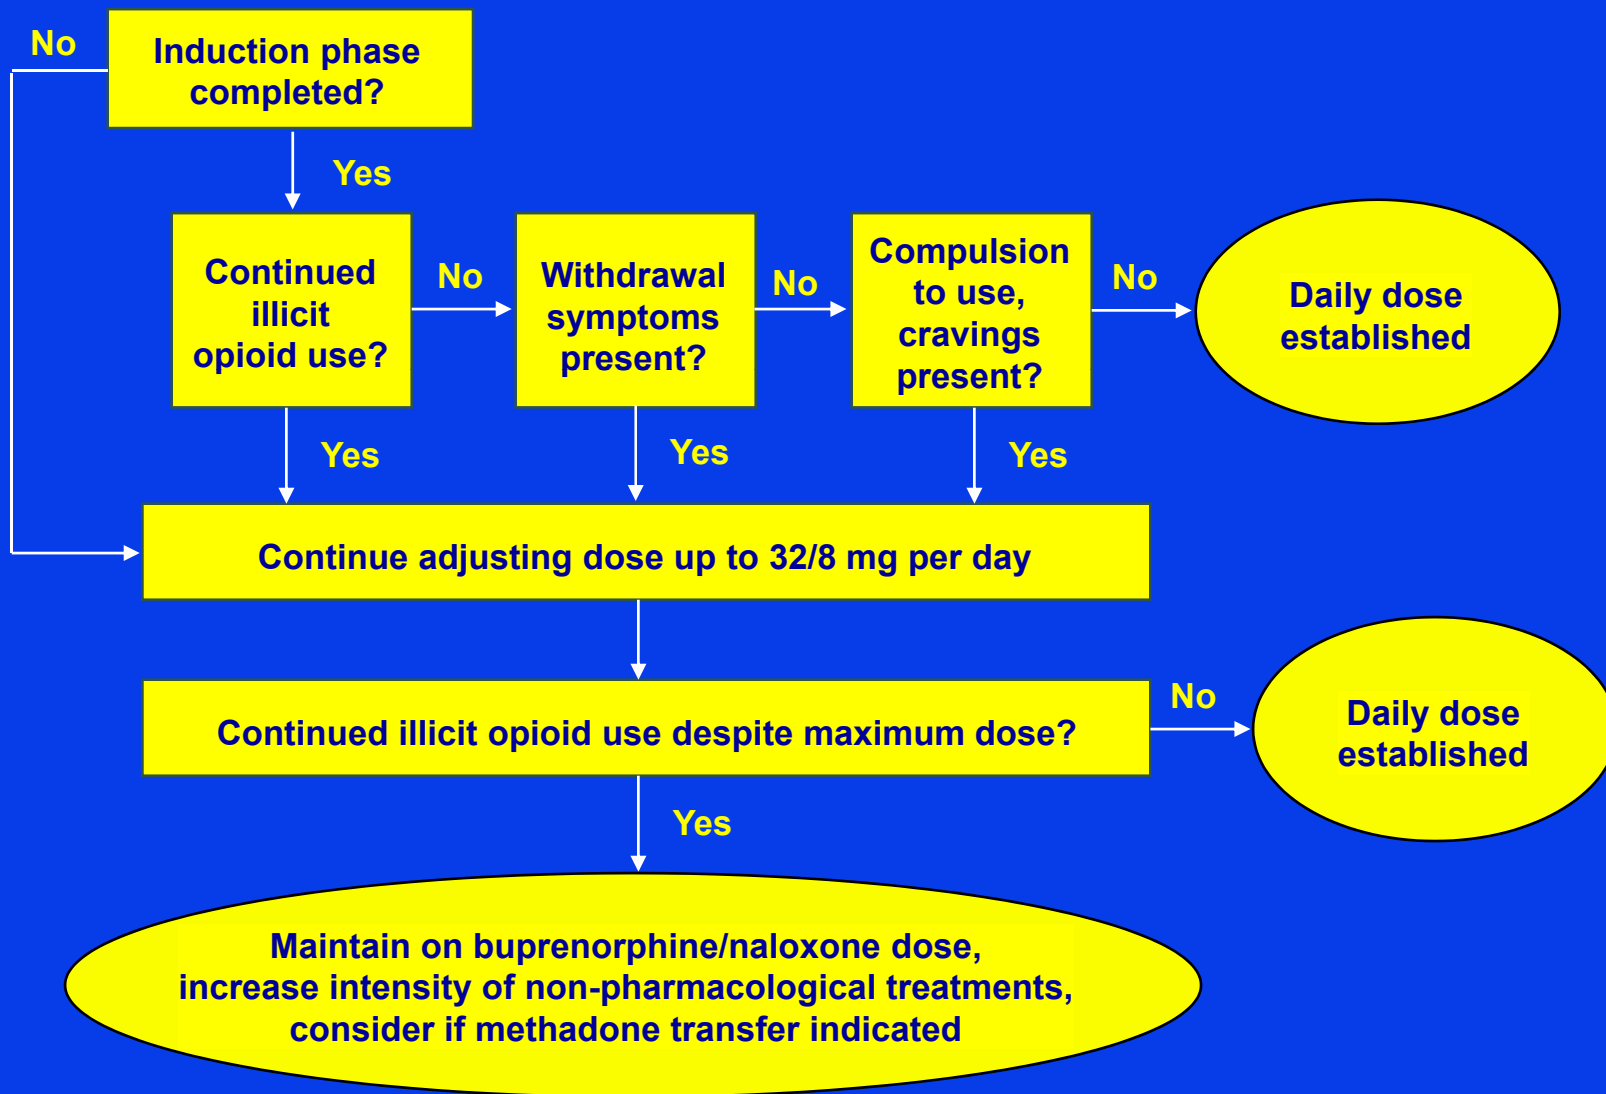 No
Induction phase
completed?
Yes
Continued
illicit
opioid use?
No
Withdrawal
symptoms
present?
No
Compulsion
to use,
cravings
present?
No
Daily dose
established
Yes
Yes
Yes
Continue adjusting dose up to 32/8 mg per day
Continued illicit opioid use despite maximum dose?
No
Daily dose
established
Yes
Maintain on buprenorphine/naloxone dose,
increase intensity of non-pharmacological treatments,
consider if methadone transfer indicated